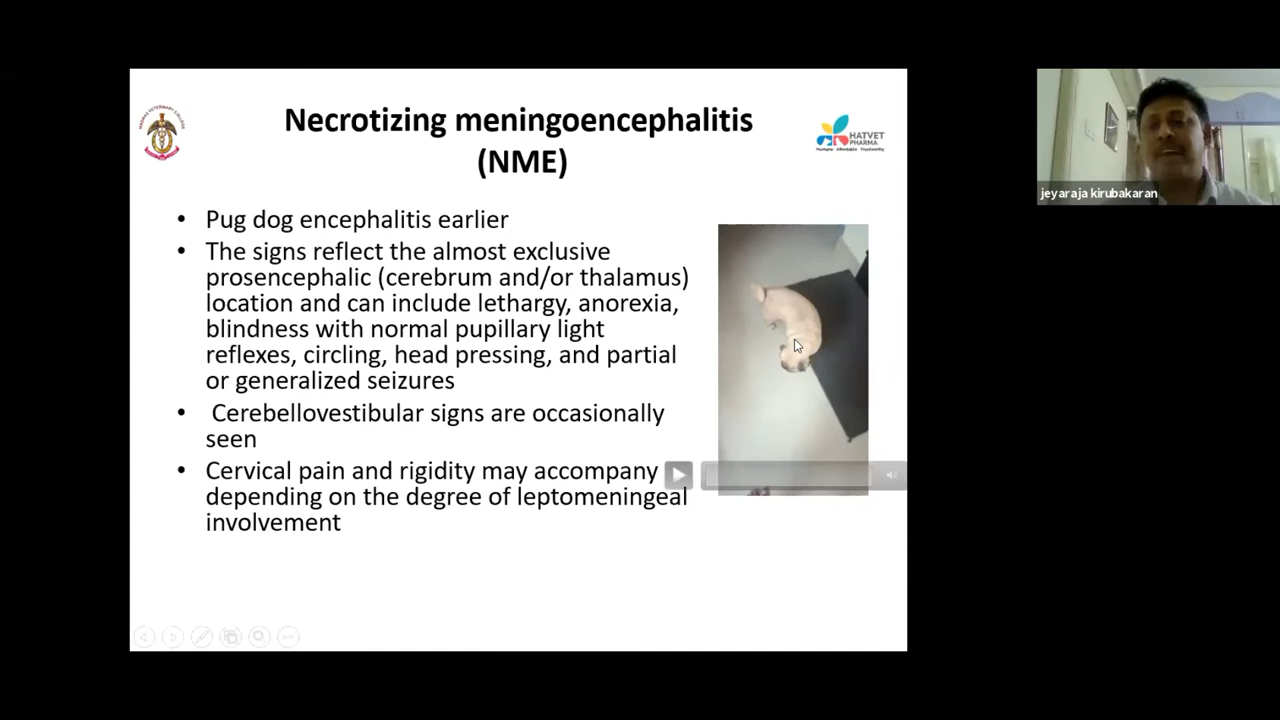 Necrotizing meningoencephalitis
(NME)
HATVET
PHARMA
• Pug dog encephalitis earlier
• The signs reflect the almost exclusive
prosencephalic (cerebrum and/or thalamus)
location and can include lethargy, anorexia,
blindness with normal pupillary light
reflexes, circling, head pressing, and partial
or generalized seizures
• Cerebellovestibular signs are occasionally
seen
• Cervical pain and rigidity may accompany
depending on the degree of leptomeningeal
involvement
jeyaraja kirubakaran